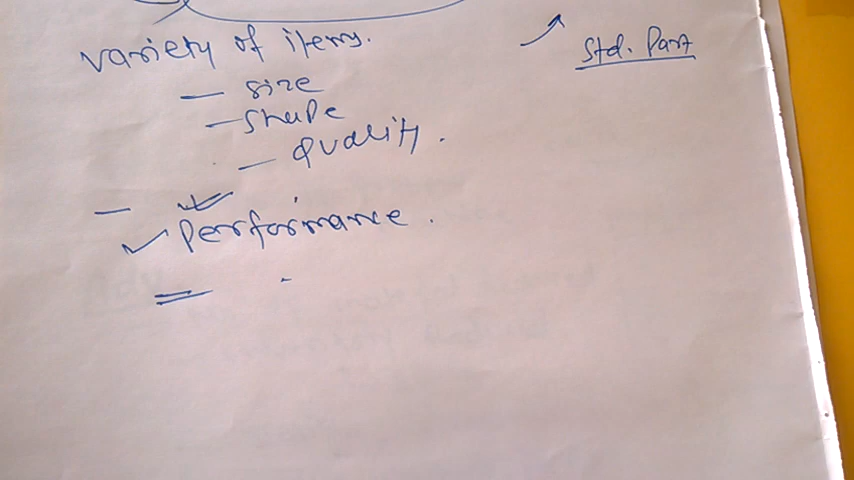 variety of items.
Std. Part
— size
— shape
— Quality.
—
✓ Performance.
=